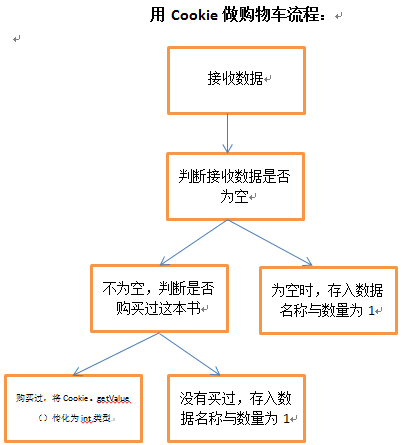 用 Cookie 做购物车流程：
接收数据
判断接收数据是否
为空
不为空，判断是否
购买过这本书
为空时，存入数据
名称与数量为 1
购买过，将 Cookie。getValue
（）传化为 int 类型
没有买过，存入数
据名称与数量为 1